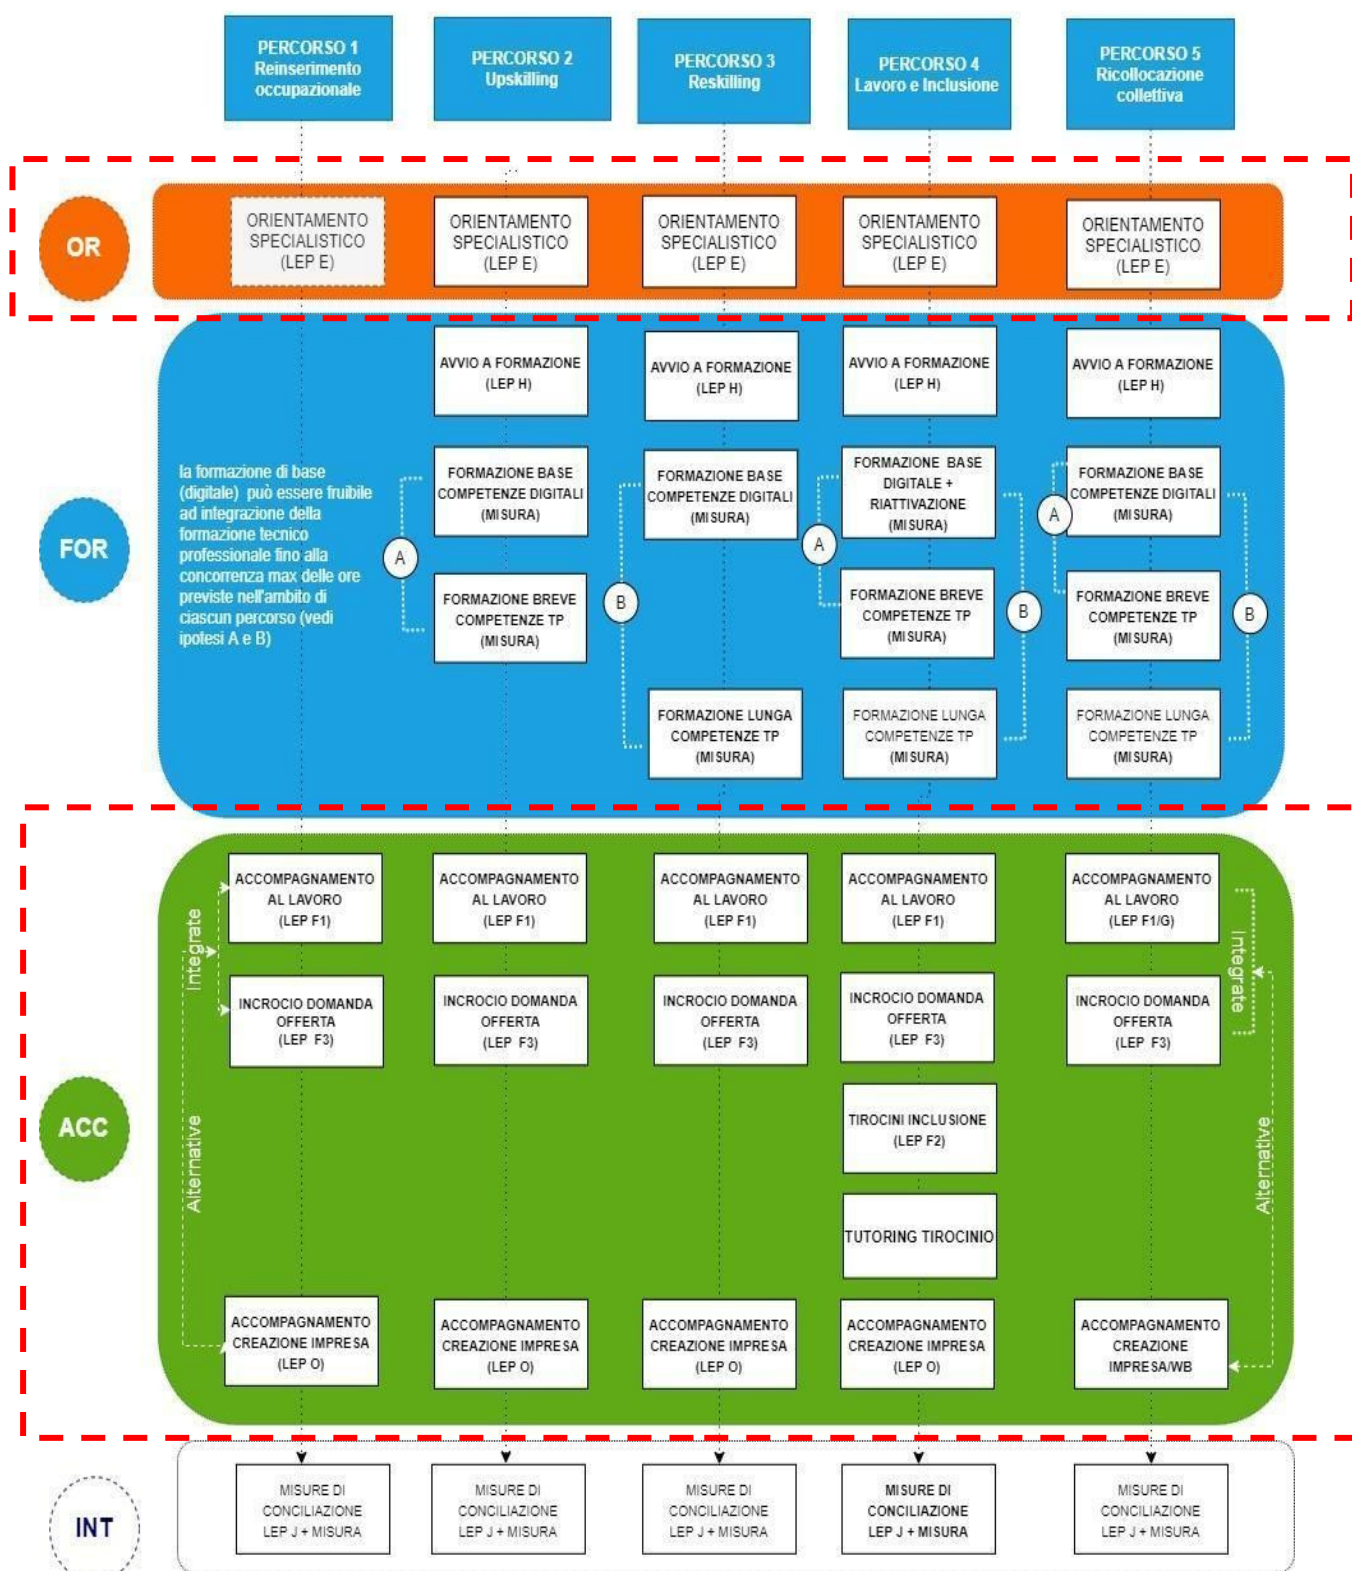 PERCORSO 1
Reinserimento
occupazionale
PERCORSO 2
Upskilling
PERCORSO 3
Reskilling
PERCORSO 4
Lavoro e Inclusione
PERCORSO 5
Ricollocazione
collettiva
OR
ORIENTAMENTO
SPECIALISTICO
(LEP E)
ORIENTAMENTO
SPECIALISTICO
(LEP E)
ORIENTAMENTO
SPECIALISTICO
(LEP E)
ORIENTAMENTO
SPECIALISTICO
(LEP E)
ORIENTAMENTO
SPECIALISTICO
(LEP E)
FOR
la formazione di base
(digitale) può essere fruibile
ad integrazione della
formazione tecnico
professionale fino alla
concorrenza max delle ore
previste nell'ambito di
ciascun percorso (vedi
ipotesi A e B)
AVVIO A FORMAZIONE
(LEP H)
AVVIO A FORMAZIONE
(LEP H)
AVVIO A FORMAZIONE
(LEP H)
AVVIO A FORMAZIONE
(LEP H)
FORMAZIONE BASE
COMPETENZE DIGITALI
(MISURA)
FORMAZIONE BASE
COMPETENZE DIGITALI
(MISURA)
FORMAZIONE BASE
DIGITALE +
RIATTIVAZIONE
(MISURA)
FORMAZIONE BASE
COMPETENZE DIGITALI
(MISURA)
A
B
A
B
A
B
FORMAZIONE BREVE
COMPETENZE TP
(MISURA)
FORMAZIONE BREVE
COMPETENZE TP
(MISURA)
FORMAZIONE BREVE
COMPETENZE TP
(MISURA)
FORMAZIONE LUNGA
COMPETENZE TP
(MISURA)
FORMAZIONE LUNGA
COMPETENZE TP
(MISURA)
FORMAZIONE LUNGA
COMPETENZE TP
(MISURA)
ACC
Integrate
Alternative
ACCOMPAGNAMENTO
AL LAVORO
(LEP F1)
ACCOMPAGNAMENTO
AL LAVORO
(LEP F1)
ACCOMPAGNAMENTO
AL LAVORO
(LEP F1)
ACCOMPAGNAMENTO
AL LAVORO
(LEP F1)
ACCOMPAGNAMENTO
AL LAVORO
(LEP F1/G)
Integrate
Alternative
INCROCIO DOMANDA
OFFERTA
(LEP F3)
INCROCIO DOMANDA
OFFERTA
(LEP F3)
INCROCIO DOMANDA
OFFERTA
(LEP F3)
INCROCIO DOMANDA
OFFERTA
(LEP F3)
INCROCIO DOMANDA
OFFERTA
(LEP F3)
TIROCINI INCLUSIONE
(LEP F2)
TUTORING TIROCINIO
ACCOMPAGNAMENTO
CREAZIONE IMPRESA
(LEP O)
ACCOMPAGNAMENTO
CREAZIONE IMPRESA
(LEP O)
ACCOMPAGNAMENTO
CREAZIONE IMPRESA
(LEP O)
ACCOMPAGNAMENTO
CREAZIONE IMPRESA
(LEP O)
ACCOMPAGNAMENTO
CREAZIONE
IMPRESA/WB
INT
MISURE DI
CONCILIAZIONE
LEP J + MISURA
MISURE DI
CONCILIAZIONE
LEP J + MISURA
MISURE DI
CONCILIAZIONE
LEP J + MISURA
MISURE DI
CONCILIAZIONE
LEP J + MISURA
MISURE DI
CONCILIAZIONE
LEP J + MISURA